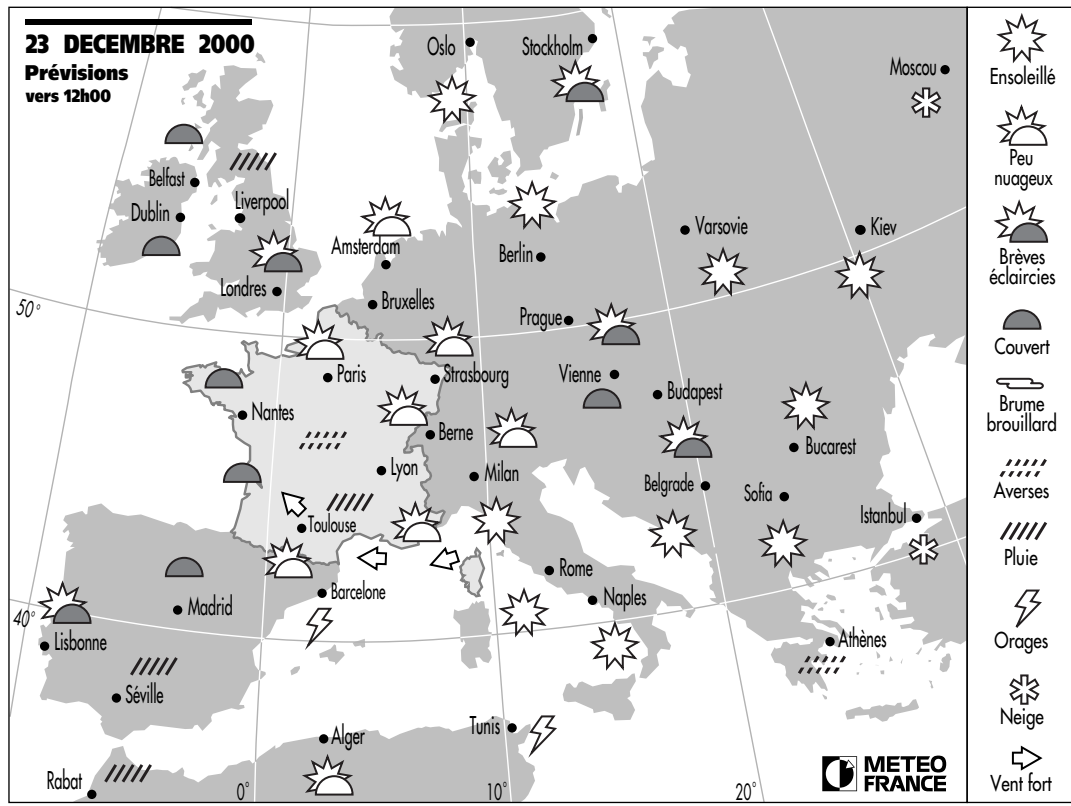 23 DECEMBRE 2000
Prévisions
vers 12h00
Oslo
Stockholm
Moscou
Belfast
Dublin
Liverpool
Amsterdam
Berlin
Varsovie
Kiev
Londres
Bruxelles
50°
Prague
Paris
Strasbourg
Vienne
Budapest
Nantes
Berne
Bucarest
Lyon
Milan
Belgrade
Sofia
Istanbul
Toulouse
Rome
Barcelone
Naples
Madrid
40°
Lisbonne
Athènes
Séville
Tunis
Alger
Rabat
0°
10°
20°
METEO
FRANCE
Ensoleillé
Peu
nuageux
Brèves
éclaircies
Couvert
Brume
brouillard
Averses
Pluie
Orages
Neige
Vent fort